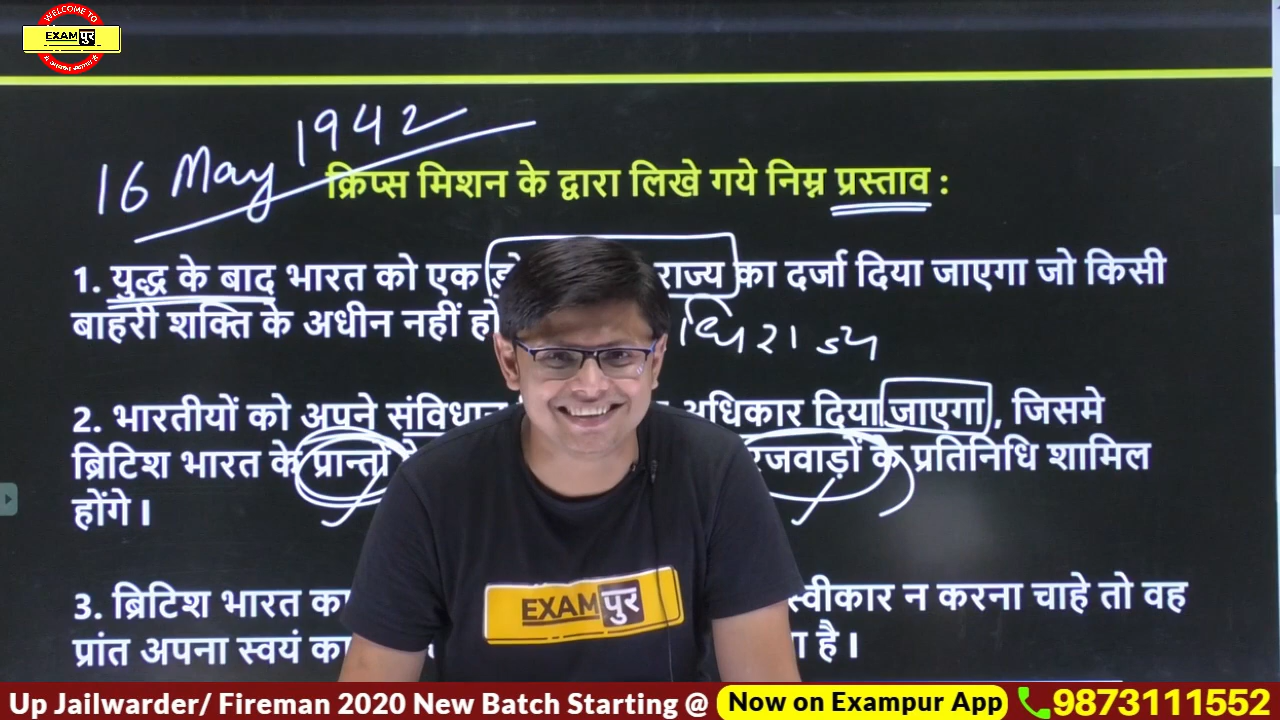 WELCOME TO
EXAMपुर
16 May 1942
क्रिप्स मिशन के द्वारा लिखे गये निम्न प्रस्ताव :
1. युद्ध के बाद भारत को एक राज्य का दर्जा दिया जाएगा जो किसी
बाहरी शक्ति के अधीन नहीं
धिराज्य
2. भारतीयों को अपने संविधान अधिकार दिया जाएगा , जिसमे
ब्रिटिश भारत के प्रान्तो के प्रतिनिधि शामिल
होंगे I
3. ब्रिटिश भारत का स्वीकार न करना चाहे तो वह
प्रांत अपना स्वयं का है I
EXAMपुर
Up Jailwarder/ Fireman 2020 New Batch Starting @ Now on Exampur App 9873111552